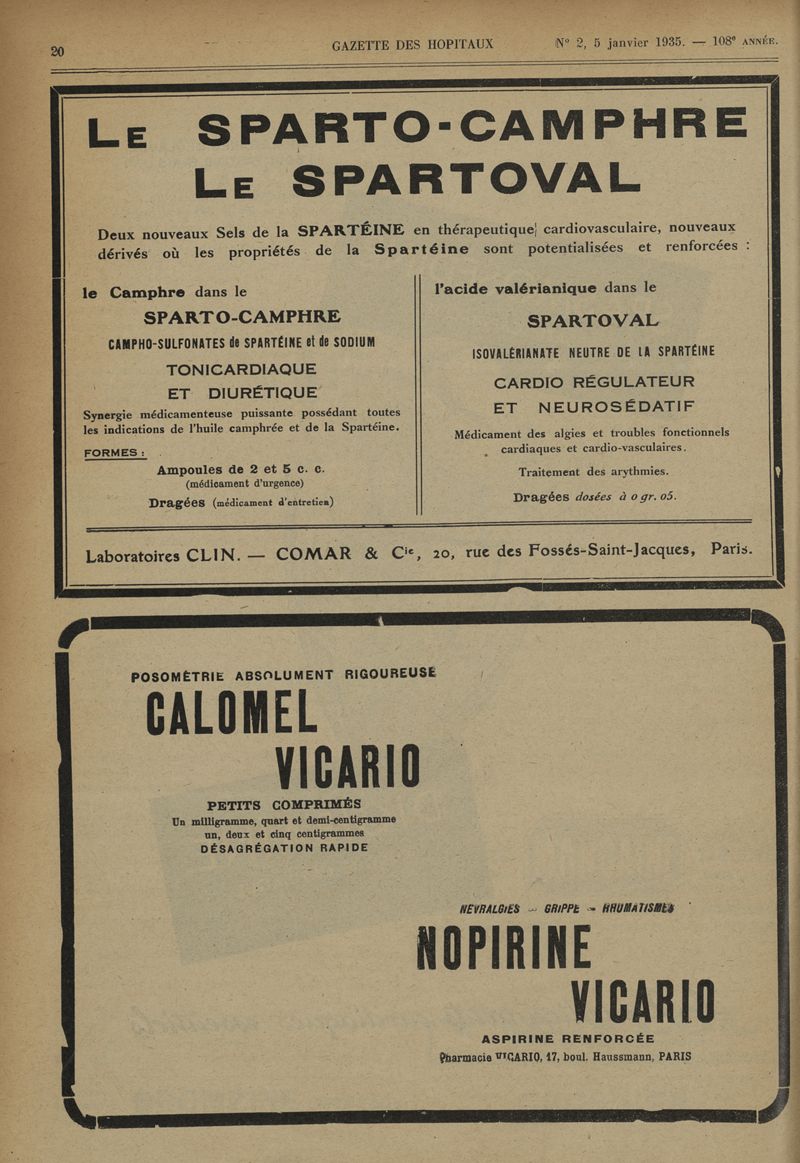 20
GAZETTE DES HOPITAUX
N° 2, 5 janvier 1935. — 108e ANNÉE.
LE SPARTO-CAMPHRE
LE SPARTOVAL
Deux nouveaux Sels de la SPARTÉINE en thérapeutique cardiovasculaire, nouveaux
dérivés où les propriétés de la Spartéine sont potentialisées et renforcées :
le Camphre dans le
SPARTO-CAMPHRE
CAMPHO-SULFONATES de SPARTÉINE et de SODIUM
TONICARDIAQUE
ET DIURÉTIQUE
Synergie médicamenteuse puissante possédant toutes
les indications de l'huile camphrée et de la Spartéine.
FORMES :
Ampoules de 2 et 5 c. c.
(médicament d'urgence)
Dragées (médicament d'entretien)
l'acide valérianique dans le
SPARTOVAL
ISOVALÉRIANATE NEUTRE DE LA SPARTÉINE
CARDIO RÉGULATEUR
ET NEUROSÉDATIF
Médicament des algies et troubles fonctionnels
cardiaques et cardio-vasculaires.
Traitement des arythmies.
Dragées dosées à 0 gr. 05.
Laboratoires CLIN. — COMAR & Cie, 20, rue des Fossés-Saint-Jacques, Paris.
POSOMÉTRIE ABSOLUMENT RIGOUREUSE
CALOMEL
VICARIO
PETITS COMPRIMÉS
Un milligramme, quart et demi-centigramme
un, deux et cinq centigrammes
DÉSAGRÉGATION RAPIDE
NÉVRALGIES — GRIPPE — RHUMATISMES
NOPIRINE
VICARIO
ASPIRINE RENFORCÉE
Pharmacie VICARIO, 17, boul. Haussmann, PARIS